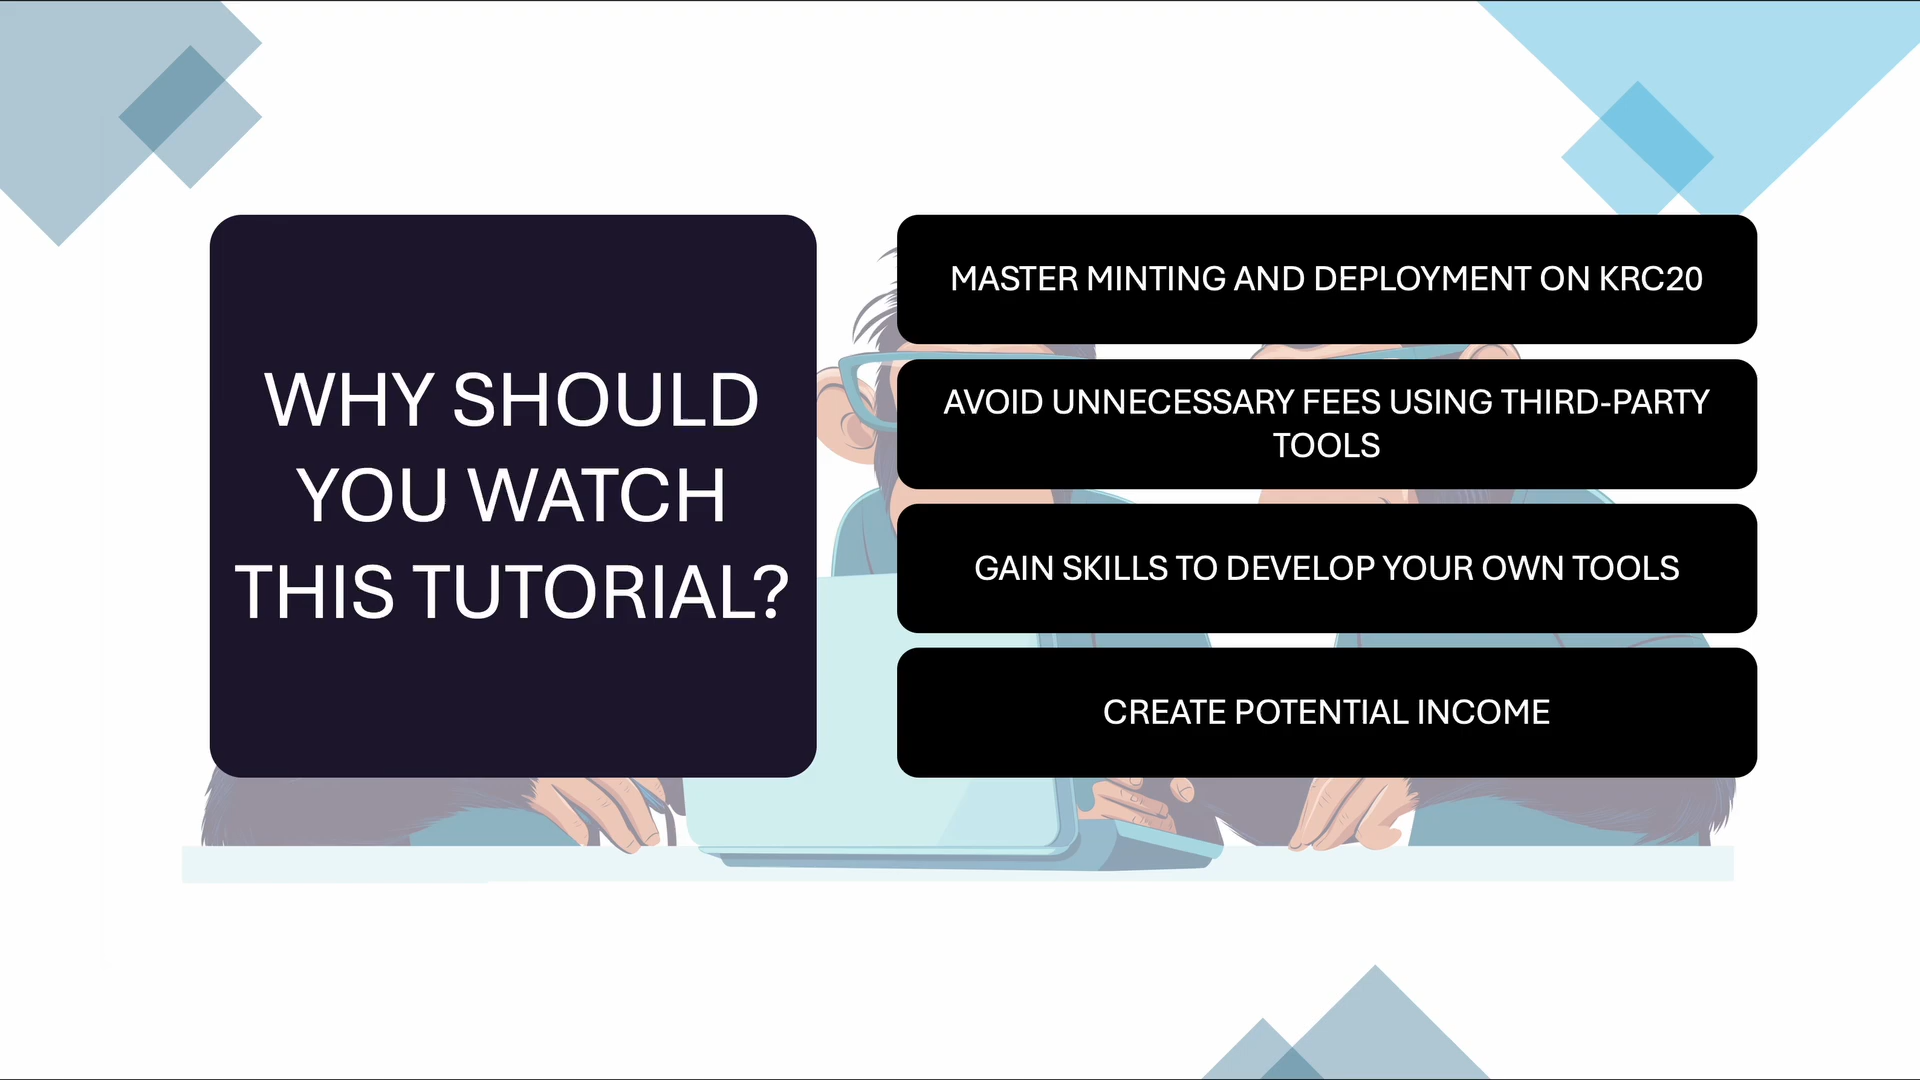 WHY SHOULD
YOU WATCH
THIS TUTORIAL?
MASTER MINTING AND DEPLOYMENT ON KRC20
AVOID UNNECESSARY FEES USING THIRD-PARTY
TOOLS
GAIN SKILLS TO DEVELOP YOUR OWN TOOLS
CREATE POTENTIAL INCOME